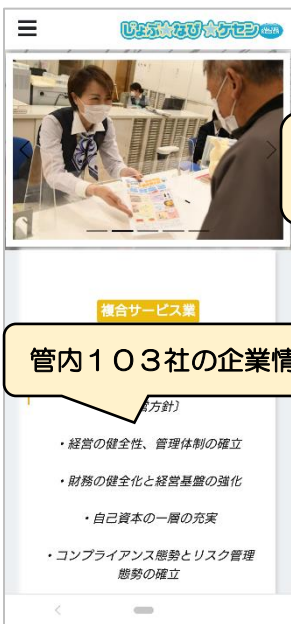 じょぶ☆なび☆ケセン
複合サービス業
管内１０３社の企業情
営方針〕
・経営の健全性、管理体制の確立
・財務の健全化と経営基盤の強化
・自己資本の一層の充実
・コンプライアンス態勢とリスク管理
態勢の確立